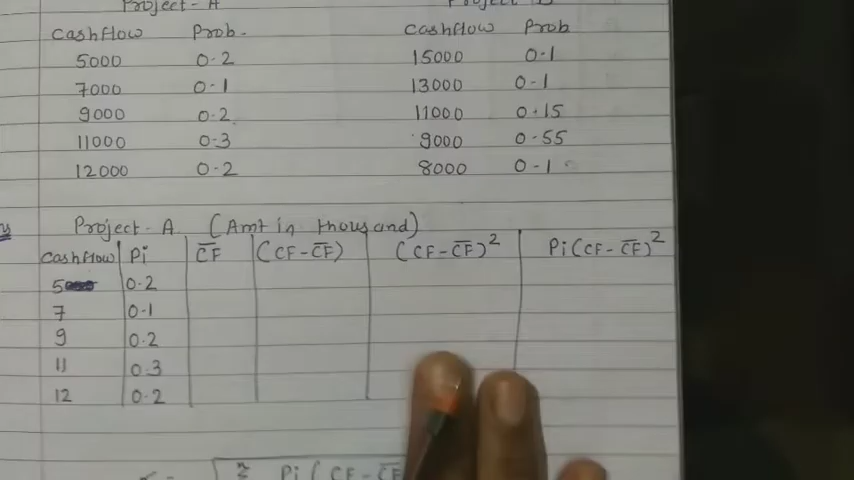 Project-A
Cashflow Prob. Cashflow Prob
5000 0.2 15000 0.1
7000 0.1 13000 0.1
9000 0.2 11000 0.15
11000 0.3 9000 0.55
12000 0.2 8000 0.1
Project-A (Amt in thousand)
Cashflow Pi C̅F̅ (CF-C̅F̅) (CF-C̅F̅)² Pi(CF-C̅F̅)²
5 0.2
7 0.1
9 0.2
11 0.3
12 0.2
Pi(CF-C̅F̅